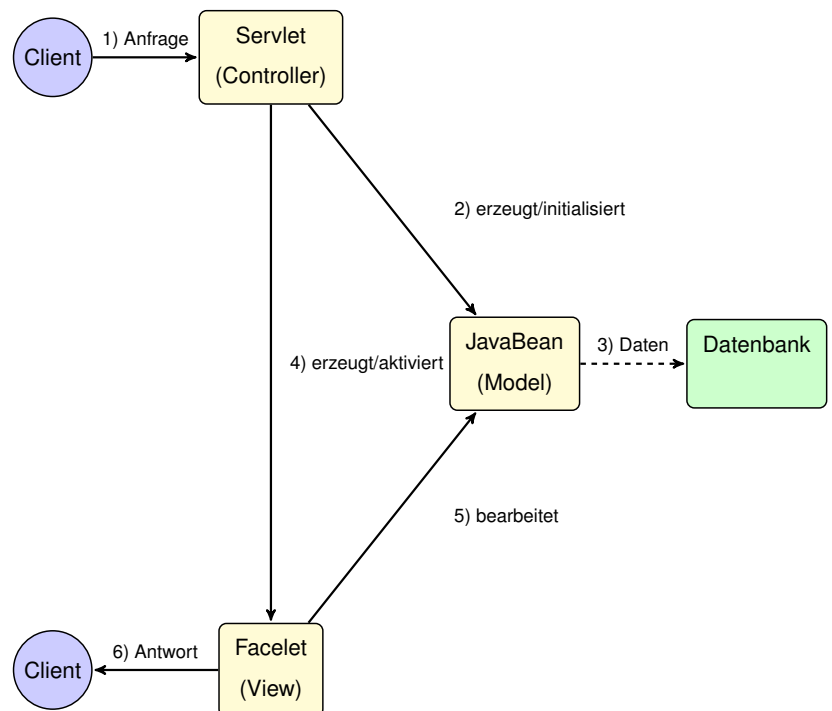 Client
1) Anfrage
Servlet
(Controller)
2) erzeugt/initialisiert
4) erzeugt/aktiviert
JavaBean
(Model)
3) Daten
Datenbank
5) bearbeitet
Client
6) Antwort
Facelet
(View)